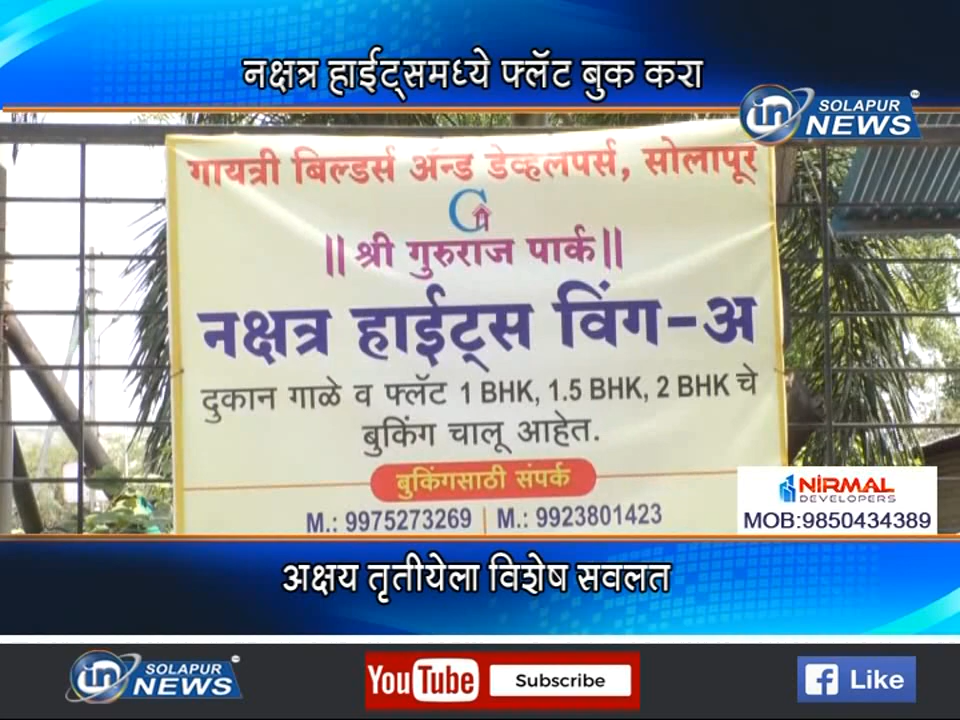 नक्षत्र हाईट्समध्ये फ्लॅट बुक करा
in SOLAPUR NEWS
गायत्री बिल्डर्स ॲन्ड डेव्हलपर्स, सोलापूर
G
|| श्री गुरुराज पार्क ||
नक्षत्र हाईट्स विंग-अ
दुकान गाळे व फ्लॅट 1 BHK, 1.5 BHK, 2 BHK चे
बुकिंग चालू आहेत.
बुकिंगसाठी संपर्क
M.: 9975273269 | M.: 9923801423
NIRMAL
DEVELOPERS
MOB:9850434389
अक्षय तृतीयेला विशेष सवलत
in SOLAPUR NEWS
YouTube Subscribe
f Like